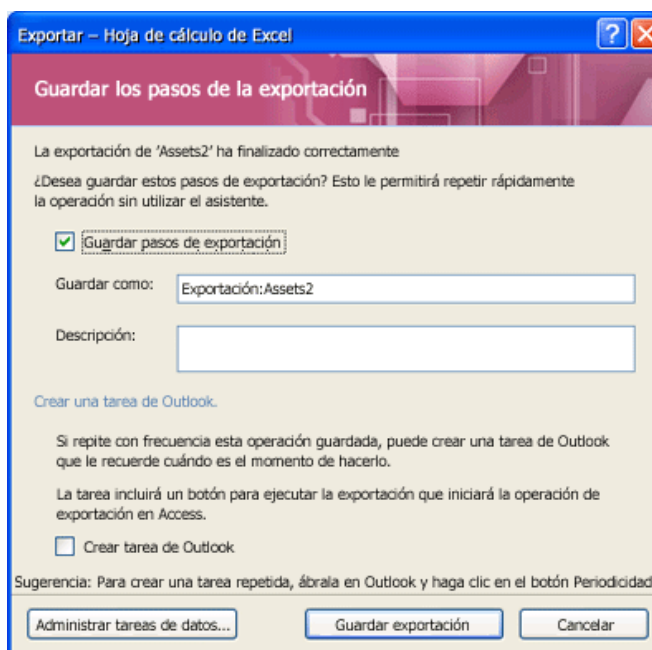 Exportar – Hoja de cálculo de Excel
Guardar los pasos de la exportación
La exportación de 'Assets2' ha finalizado correctamente
¿Desea guardar estos pasos de exportación? Esto le permitirá repetir rápidamente
la operación sin utilizar el asistente.
Guardar pasos de exportación
Guardar como: Exportación:Assets2
Descripción:
Crear una tarea de Outlook.
Si repite con frecuencia esta operación guardada, puede crear una tarea de Outlook
que le recuerde cuándo es el momento de hacerlo.
La tarea incluirá un botón para ejecutar la exportación que iniciará la operación de
exportación en Access.
Crear tarea de Outlook
Sugerencia: Para crear una tarea repetida, ábrala en Outlook y haga clic en el botón Periodicidad
Administrar tareas de datos... Guardar exportación Cancelar